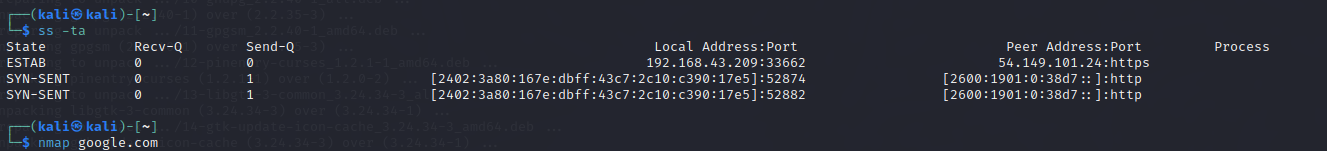 ┌──(kali㉿kali)-[~]
└─$ ss -ta
State Recv-Q Send-Q Local Address:Port Peer Address:Port Process
ESTAB 0 0 192.168.43.209:33662 54.149.101.24:https
SYN-SENT 0 1 [2402:3a80:167e:dbff:43c7:2c10:c390:17e5]:52874 [2600:1901:0:38d7::]:http
SYN-SENT 0 1 [2402:3a80:167e:dbff:43c7:2c10:c390:17e5]:52882 [2600:1901:0:38d7::]:http
┌──(kali㉿kali)-[~]
└─$ nmap google.com